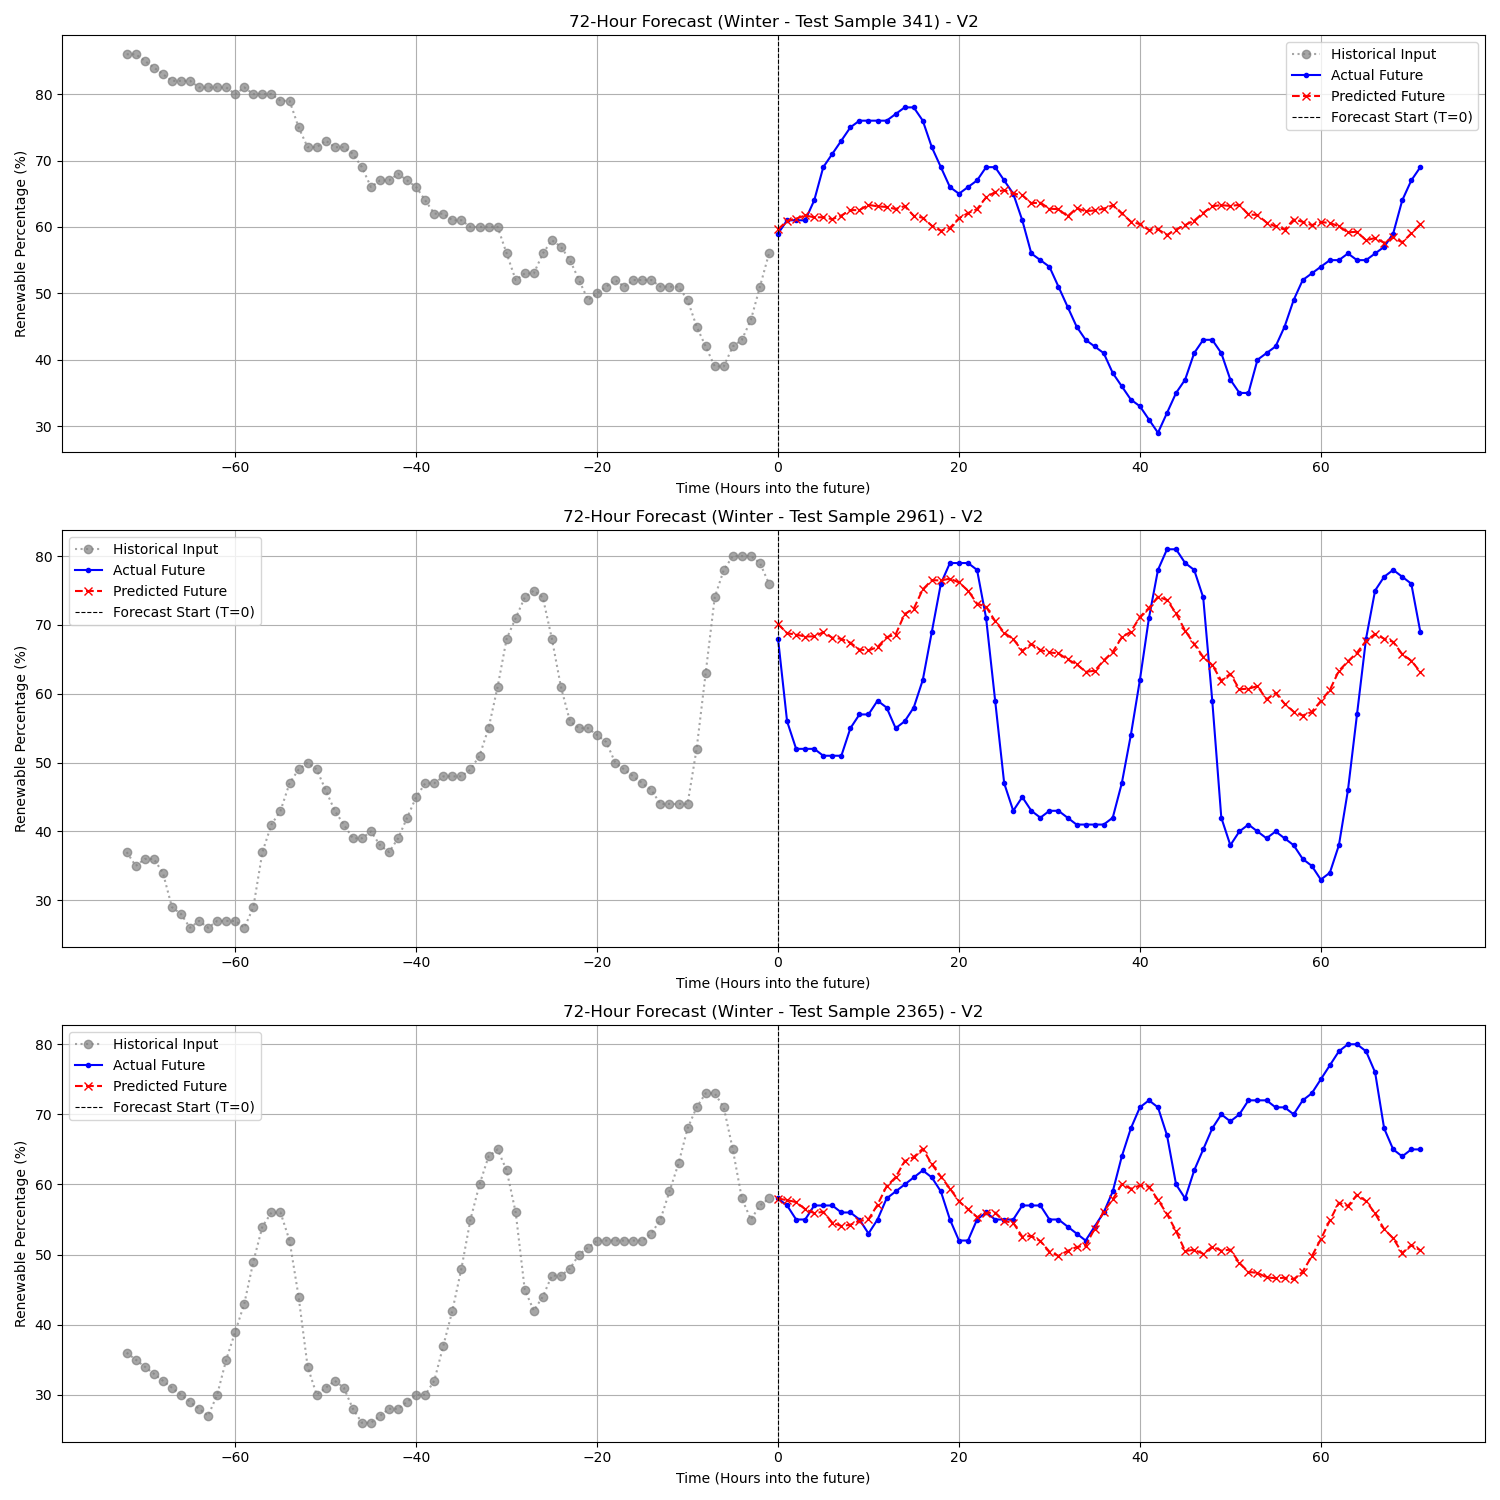 72-Hour Forecast (Winter - Test Sample 341) - V2
Renewable Percentage (%)
80
70
60
50
40
30
Historical Input
Actual Future
Predicted Future
Forecast Start (T=0)
−60
−40
−20
0
20
40
60
Time (Hours into the future)
72-Hour Forecast (Winter - Test Sample 2961) - V2
Renewable Percentage (%)
80
70
60
50
40
30
Historical Input
Actual Future
Predicted Future
Forecast Start (T=0)
−60
−40
−20
0
20
40
60
Time (Hours into the future)
72-Hour Forecast (Winter - Test Sample 2365) - V2
Renewable Percentage (%)
80
70
60
50
40
30
Historical Input
Actual Future
Predicted Future
Forecast Start (T=0)
−60
−40
−20
0
20
40
60
Time (Hours into the future)